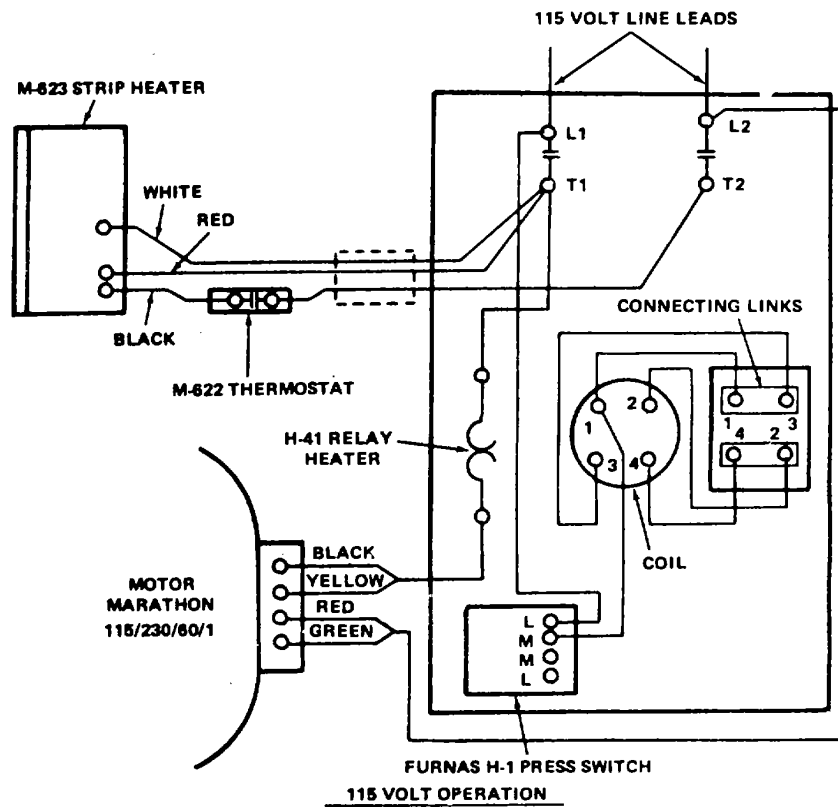 115 VOLT LINE LEADS
M-623 STRIP HEATER
L1
L2
T1
T2
WHITE
RED
BLACK
M-622 THERMOSTAT
CONNECTING LINKS
1
3
4
2
1
2
3
4
H-41 RELAY
HEATER
COIL
MOTOR
MARATHON
115/230/60/1
BLACK
YELLOW
RED
GREEN
L
M
M
L
FURNAS H-1 PRESS SWITCH
115 VOLT OPERATION